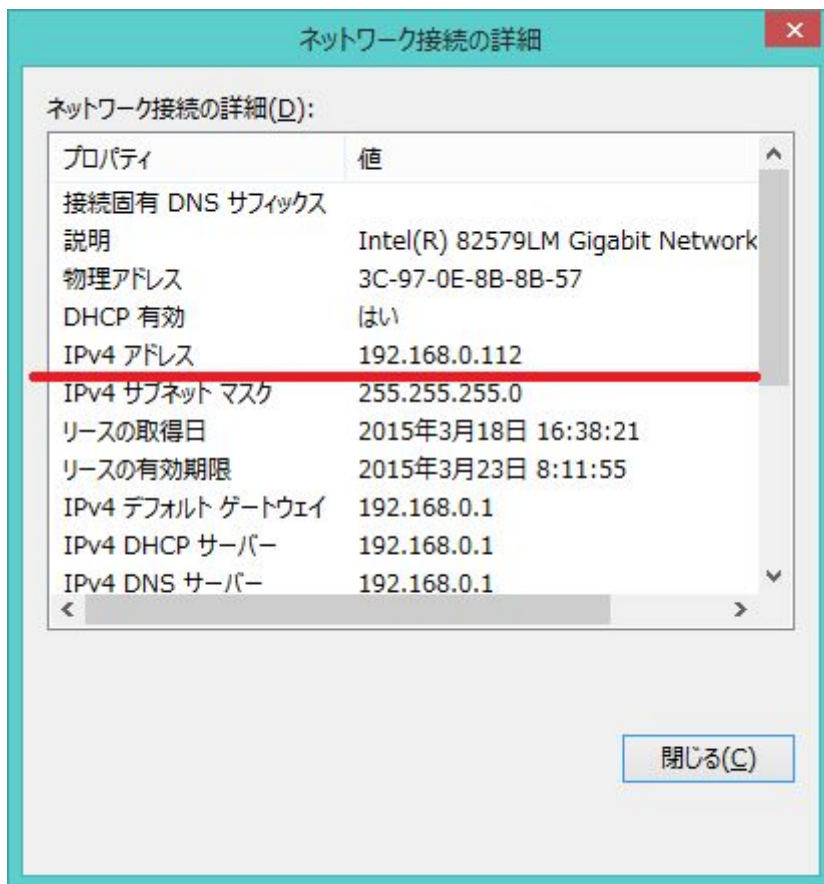 ネットワーク接続の詳細
ネットワーク接続の詳細(D):
プロパティ 値
接続固有 DNS サフィックス
説明 Intel(R) 82579LM Gigabit Network
物理アドレス 3C-97-0E-8B-8B-57
DHCP 有効 はい
IPv4 アドレス 192.168.0.112
IPv4 サブネット マスク 255.255.255.0
リースの取得日 2015年3月18日 16:38:21
リースの有効期限 2015年3月23日 8:11:55
IPv4 デフォルト ゲートウェイ 192.168.0.1
IPv4 DHCP サーバー 192.168.0.1
IPv4 DNS サーバー 192.168.0.1
閉じる(C)